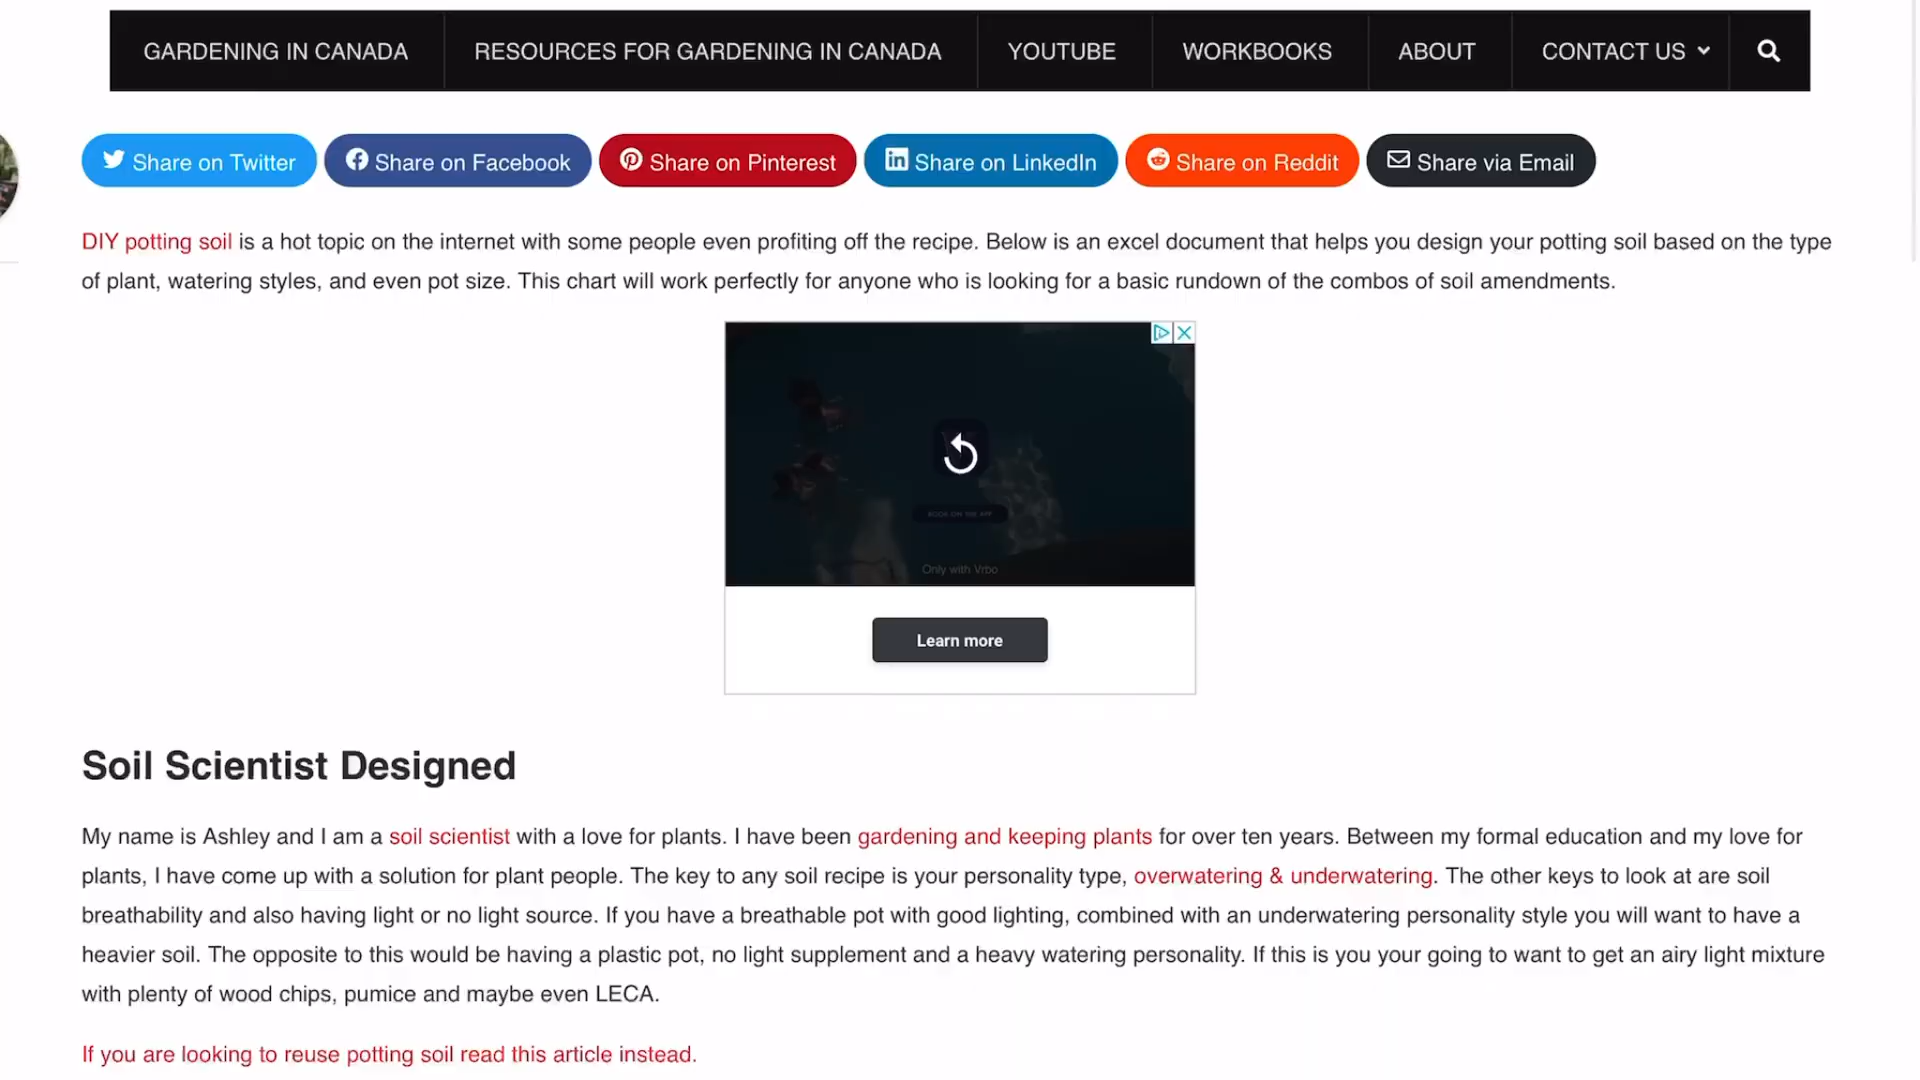 GARDENING IN CANADA RESOURCES FOR GARDENING IN CANADA YOUTUBE WORKBOOKS ABOUT CONTACT US
Share on Twitter Share on Facebook Share on Pinterest Share on LinkedIn Share on Reddit Share via Email
DIY potting soil is a hot topic on the internet with some people even profiting off the recipe. Below is an excel document that helps you design your potting soil based on the type
of plant, watering styles, and even pot size. This chart will work perfectly for anyone who is looking for a basic rundown of the combos of soil amendments.
BOOK ON THE APP
Only with Vrbo
Learn more
Soil Scientist Designed
My name is Ashley and I am a soil scientist with a love for plants. I have been gardening and keeping plants for over ten years. Between my formal education and my love for
plants, I have come up with a solution for plant people. The key to any soil recipe is your personality type, overwatering & underwatering. The other keys to look at are soil
breathability and also having light or no light source. If you have a breathable pot with good lighting, combined with an underwatering personality style you will want to have a
heavier soil. The opposite to this would be having a plastic pot, no light supplement and a heavy watering personality. If this is you your going to want to get an airy light mixture
with plenty of wood chips, pumice and maybe even LECA.
If you are looking to reuse potting soil read this article instead.